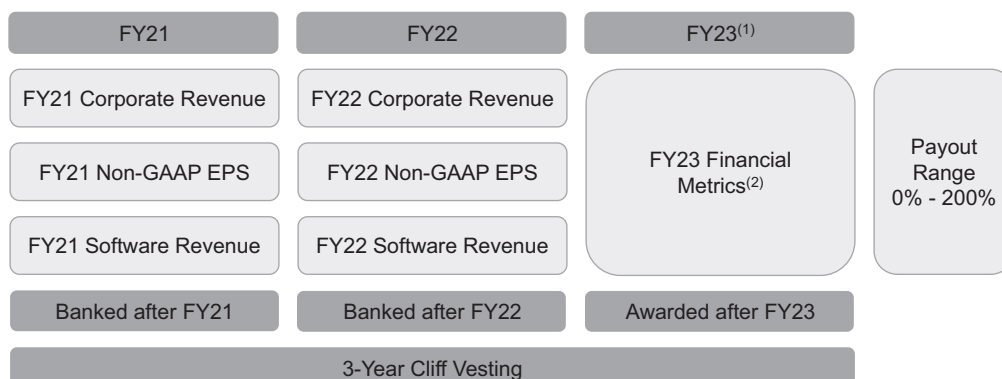 FY21 FY22 FY23(1)
FY21 Corporate Revenue FY22 Corporate Revenue
FY21 Non-GAAP EPS FY22 Non-GAAP EPS
FY21 Software Revenue FY22 Software Revenue
FY23 Financial
Metrics(2)
Payout
Range
0% - 200%
Banked after FY21 Banked after FY22 Awarded after FY23
3-Year Cliff Vesting